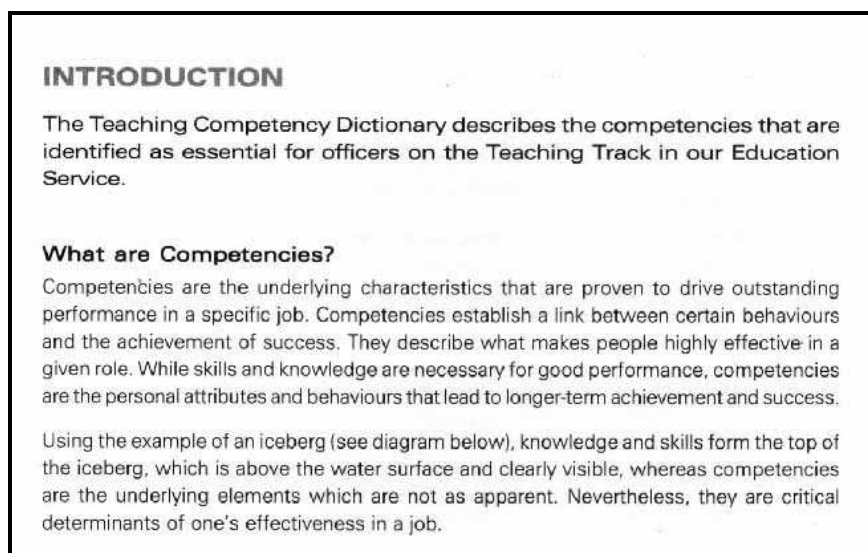 INTRODUCTION
The Teaching Competency Dictionary describes the competencies that are
identified as essential for officers on the Teaching Track in our Education
Service.
What are Competencies?
Competencies are the underlying characteristics that are proven to drive outstanding
performance in a specific job. Competencies establish a link between certain behaviours
and the achievement of success. They describe what makes people highly effective in a
given role. While skills and knowledge are necessary for good performance, competencies
are the personal attributes and behaviours that lead to longer-term achievement and success.
Using the example of an iceberg (see diagram below), knowledge and skills form the top of
the iceberg, which is above the water surface and clearly visible, whereas competencies
are the underlying elements which are not as apparent. Nevertheless, they are critical
determinants of one's effectiveness in a job.